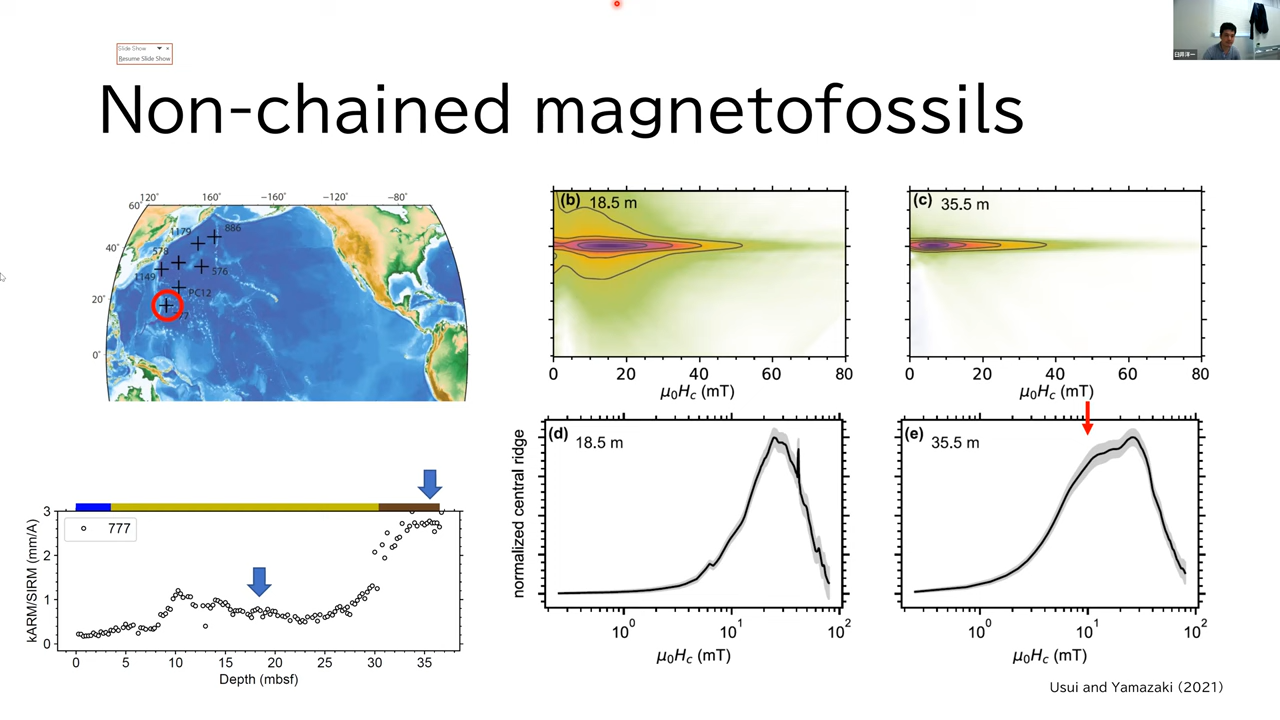 Slide Show
Resume Slide Show
臼井洋一
Non-chained magnetofossils
120° 160° −160° −120° −80°
60°
40°
20°
0°
1179
886
578
576
1149
PC12
(b) 18.5 m
0 20 40 60 80
μ₀Hc (mT)
(c) 35.5 m
0 20 40 60 80
μ₀Hc (mT)
kARM/SIRM (mm/A)
3
2
1
0
777
0 5 10 15 20 25 30 35
Depth (mbsf)
normalized central ridge
(d) 18.5 m
10⁰ 10¹ 10²
μ₀Hc (mT)
(e) 35.5 m
10⁰ 10¹ 10²
μ₀Hc (mT)
Usui and Yamazaki (2021)